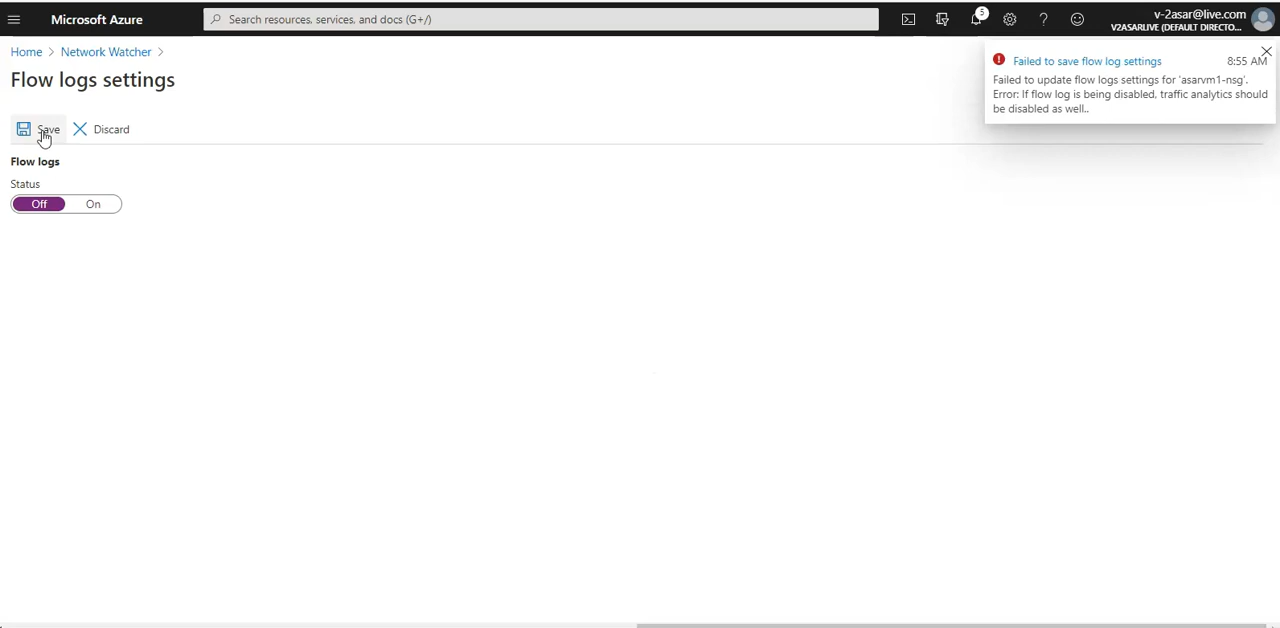 Microsoft Azure
Search resources, services, and docs (G+/)
5
v-2asar@live.com
V2ASARLIVE (DEFAULT DIRECTO...
Home > Network Watcher >
Flow logs settings
Failed to save flow log settings
8:55 AM
Failed to update flow logs settings for 'asarvm1-nsg'.
Error: If flow log is being disabled, traffic analytics should
be disabled as well..
Save
Discard
Flow logs
Status
Off
On